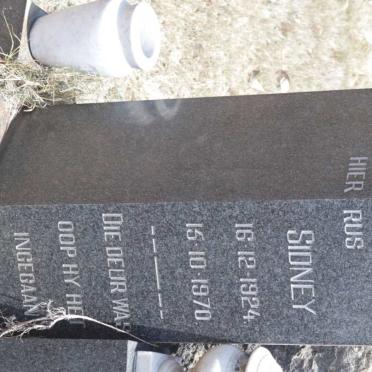 HIER RUS
SIDNEY
16·12·1924.
15·10·1970.
DIE DEUR WAS
OOP HY HET
INGEGAAN